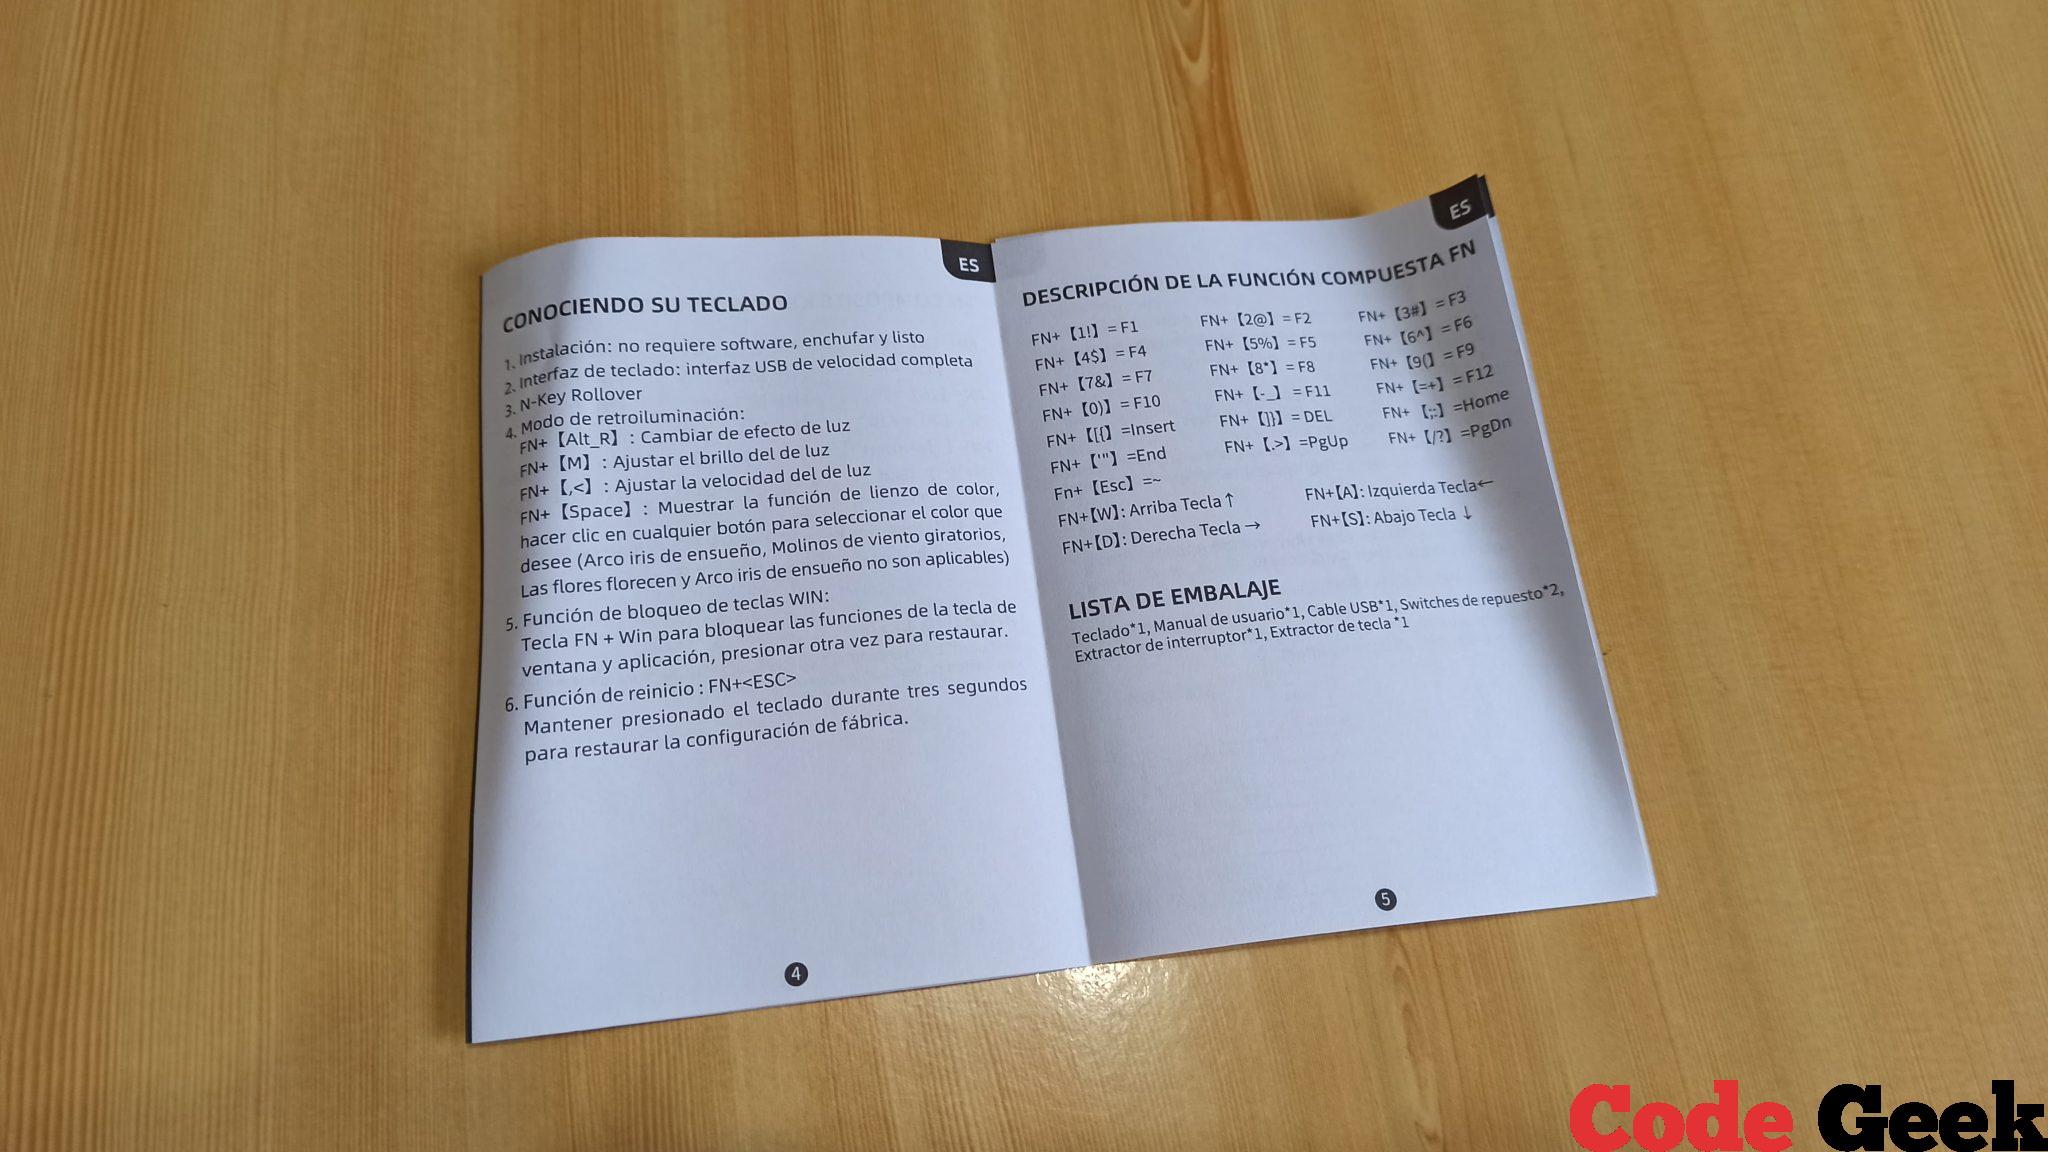 ES
CONOCIENDO SU TECLADO
1. Instalación: no requiere software, enchufar y listo
2. Interfaz de teclado: interfaz USB de velocidad completa
3. N-Key Rollover
4. Modo de retroiluminación:
FN+【Alt_R】: Cambiar de efecto de luz
FN+【M】: Ajustar el brillo del de luz
FN+【,<】: Ajustar la velocidad del de luz
FN+【Space】: Muestrar la función de lienzo de color,
hacer clic en cualquier botón para seleccionar el color que
desee (Arco iris de ensueño, Molinos de viento giratorios,
Las flores florecen y Arco iris de ensueño no son aplicables)
5. Función de bloqueo de teclas WIN:
Tecla FN + Win para bloquear las funciones de la tecla de
ventana y aplicación, presionar otra vez para restaurar.
6. Función de reinicio : FN+<ESC>
Mantener presionado el teclado durante tres segundos
para restaurar la configuración de fábrica.
4
ES
DESCRIPCIÓN DE LA FUNCIÓN COMPUESTA FN
FN+【1!】= F1 FN+【2@】= F2 FN+【3#】= F3
FN+【4$】= F4 FN+【5%】= F5 FN+【6^】= F6
FN+【7&】= F7 FN+【8*】= F8 FN+【9(】= F9
FN+【0)】= F10 FN+【-_】= F11 FN+【=+】= F12
FN+【[{】=Insert FN+【]}】= DEL FN+【;:】=Home
FN+【'"】=End FN+【.>】=PgUp FN+【/?】=PgDn
Fn+【Esc】=~
FN+【W】: Arriba Tecla↑ FN+【A】: Izquierda Tecla←
FN+【D】: Derecha Tecla → FN+【S】: Abajo Tecla ↓
LISTA DE EMBALAJE
Teclado*1, Manual de usuario*1, Cable USB*1, Switches de repuesto*2,
Extractor de interruptor*1, Extractor de tecla *1
5
Code Geek